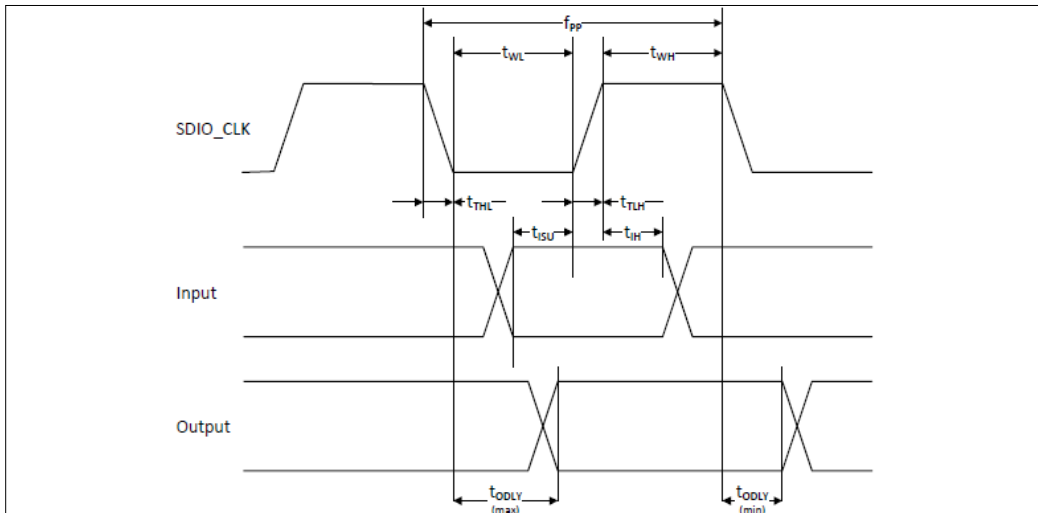 fPP
tWL
tWH
SDIO_CLK
tTHL
tTLH
tISU
tIH
Input
Output
tODLY
(max)
tODLY
(min)